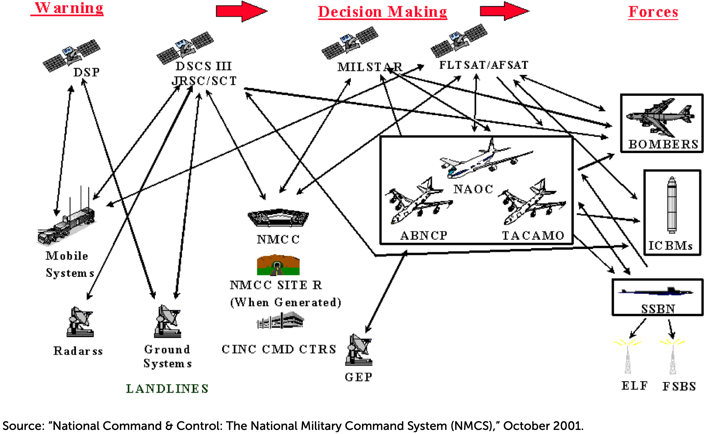 Warning
Decision Making
Forces
DSP
DSCS III
JRSC/SCT
MILSTAR
FLTSAT/AFSAT
BOMBERS
NAOC
ABNCP
TACAMO
ICBMs
NMCC
Mobile
Systems
NMCC SITE R
(When Generated)
SSBN
Radarss
Ground
Systems
CINC CMD CTRS
GEP
LANDLINES
ELF
FSBS
Source: “National Command & Control: The National Military Command System (NMCS),” October 2001.